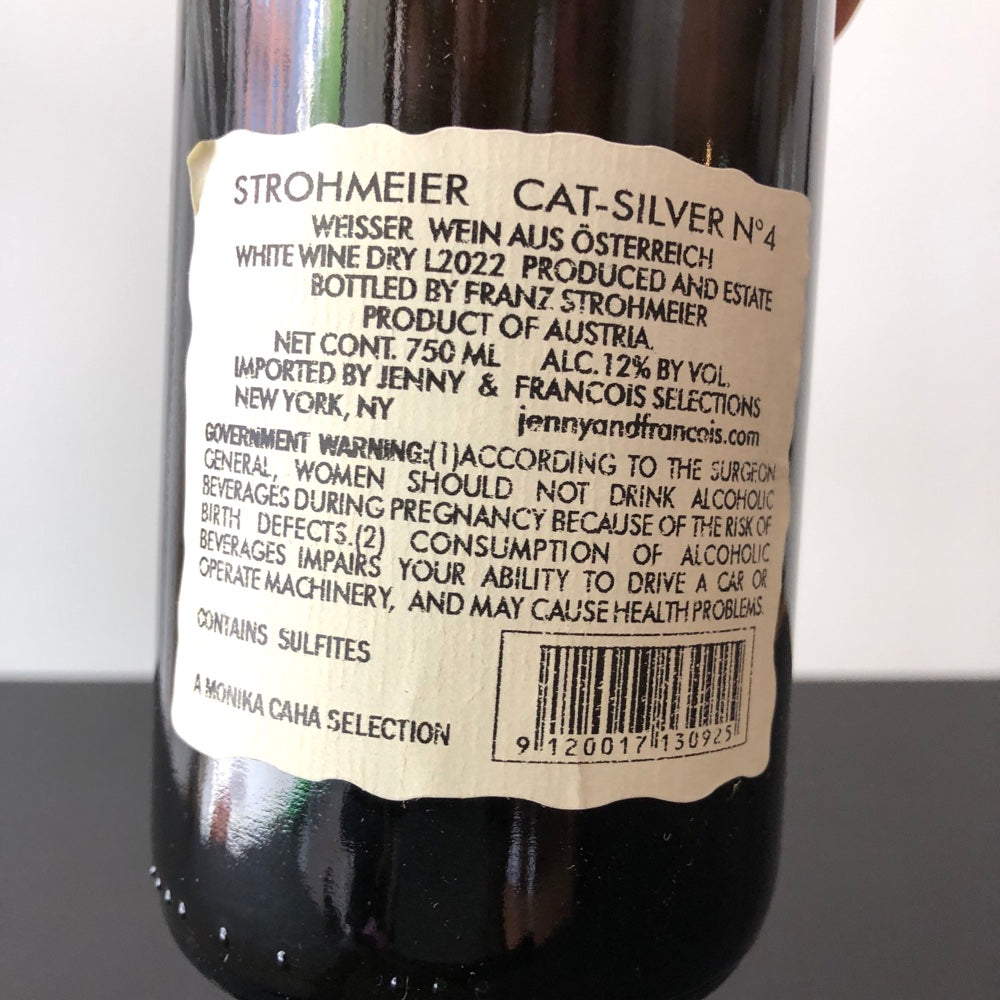 STROHMEIER CAT-SILVER N°4
WEISSER WEIN AUS ÖSTERREICH
WHITE WINE DRY L2022 PRODUCED AND ESTATE
BOTTLED BY FRANZ STROHMEIER
PRODUCT OF AUSTRIA.
NET CONT. 750 ML ALC. 12% BY VOL.
IMPORTED BY JENNY & FRANCOIS SELECTIONS
NEW YORK, NY jennyandfrancois.com
GOVERNMENT WARNING:(1)ACCORDING TO THE SURGEON
GENERAL, WOMEN SHOULD NOT DRINK ALCOHOLIC
BEVERAGES DURING PREGNANCY BECAUSE OF THE RISK OF
BIRTH DEFECTS.(2) CONSUMPTION OF ALCOHOLIC
BEVERAGES IMPAIRS YOUR ABILITY TO DRIVE A CAR OR
OPERATE MACHINERY, AND MAY CAUSE HEALTH PROBLEMS.
CONTAINS SULFITES
A MONIKA CAHA SELECTION
9 120017 130925